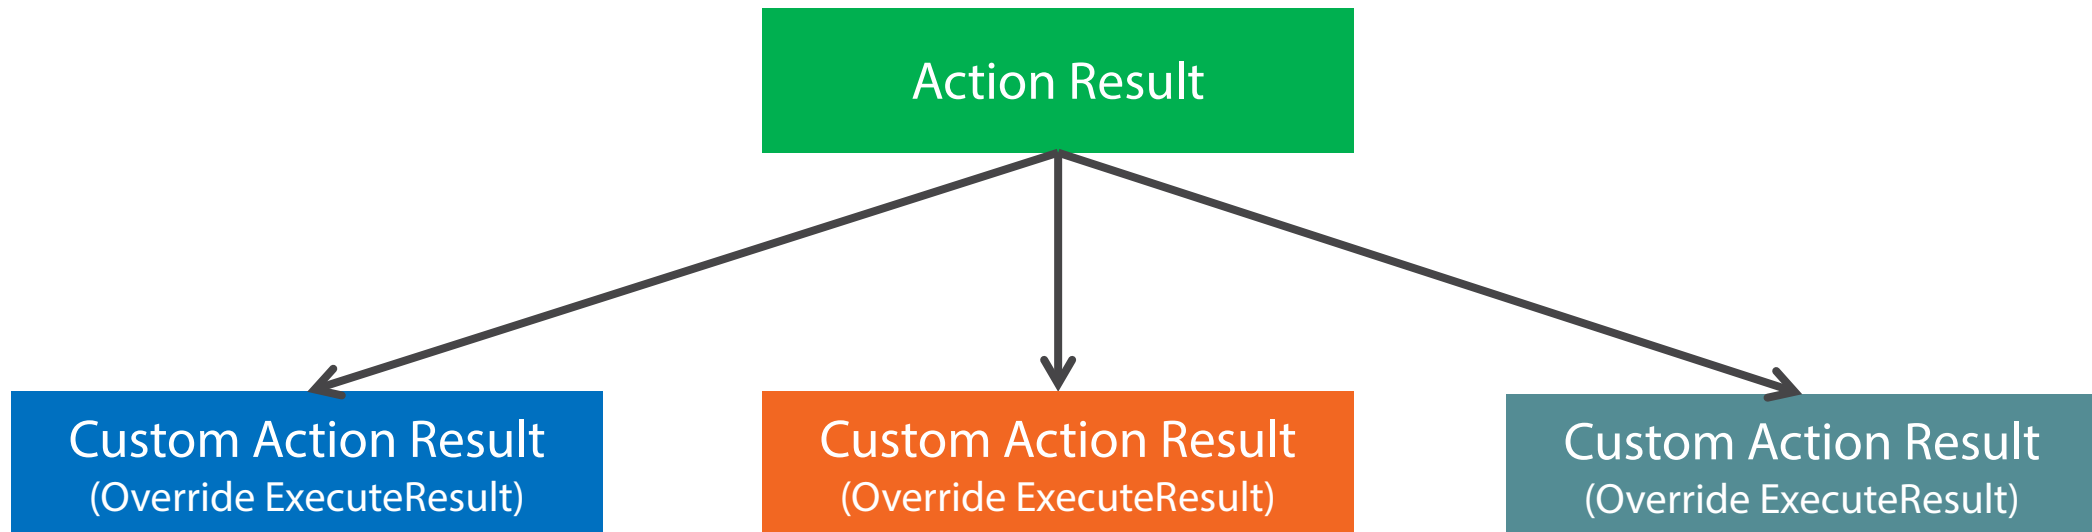 Action Result
Custom Action Result
(Override ExecuteResult)
Custom Action Result
(Override ExecuteResult)
Custom Action Result
(Override ExecuteResult)